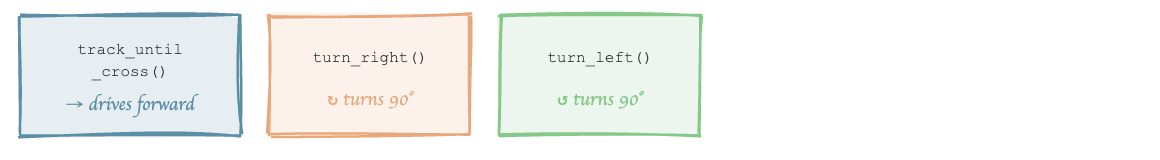 track_until
_cross()
→ drives forward
turn_right()
↻ turns 90°
turn_left()
↺ turns 90°